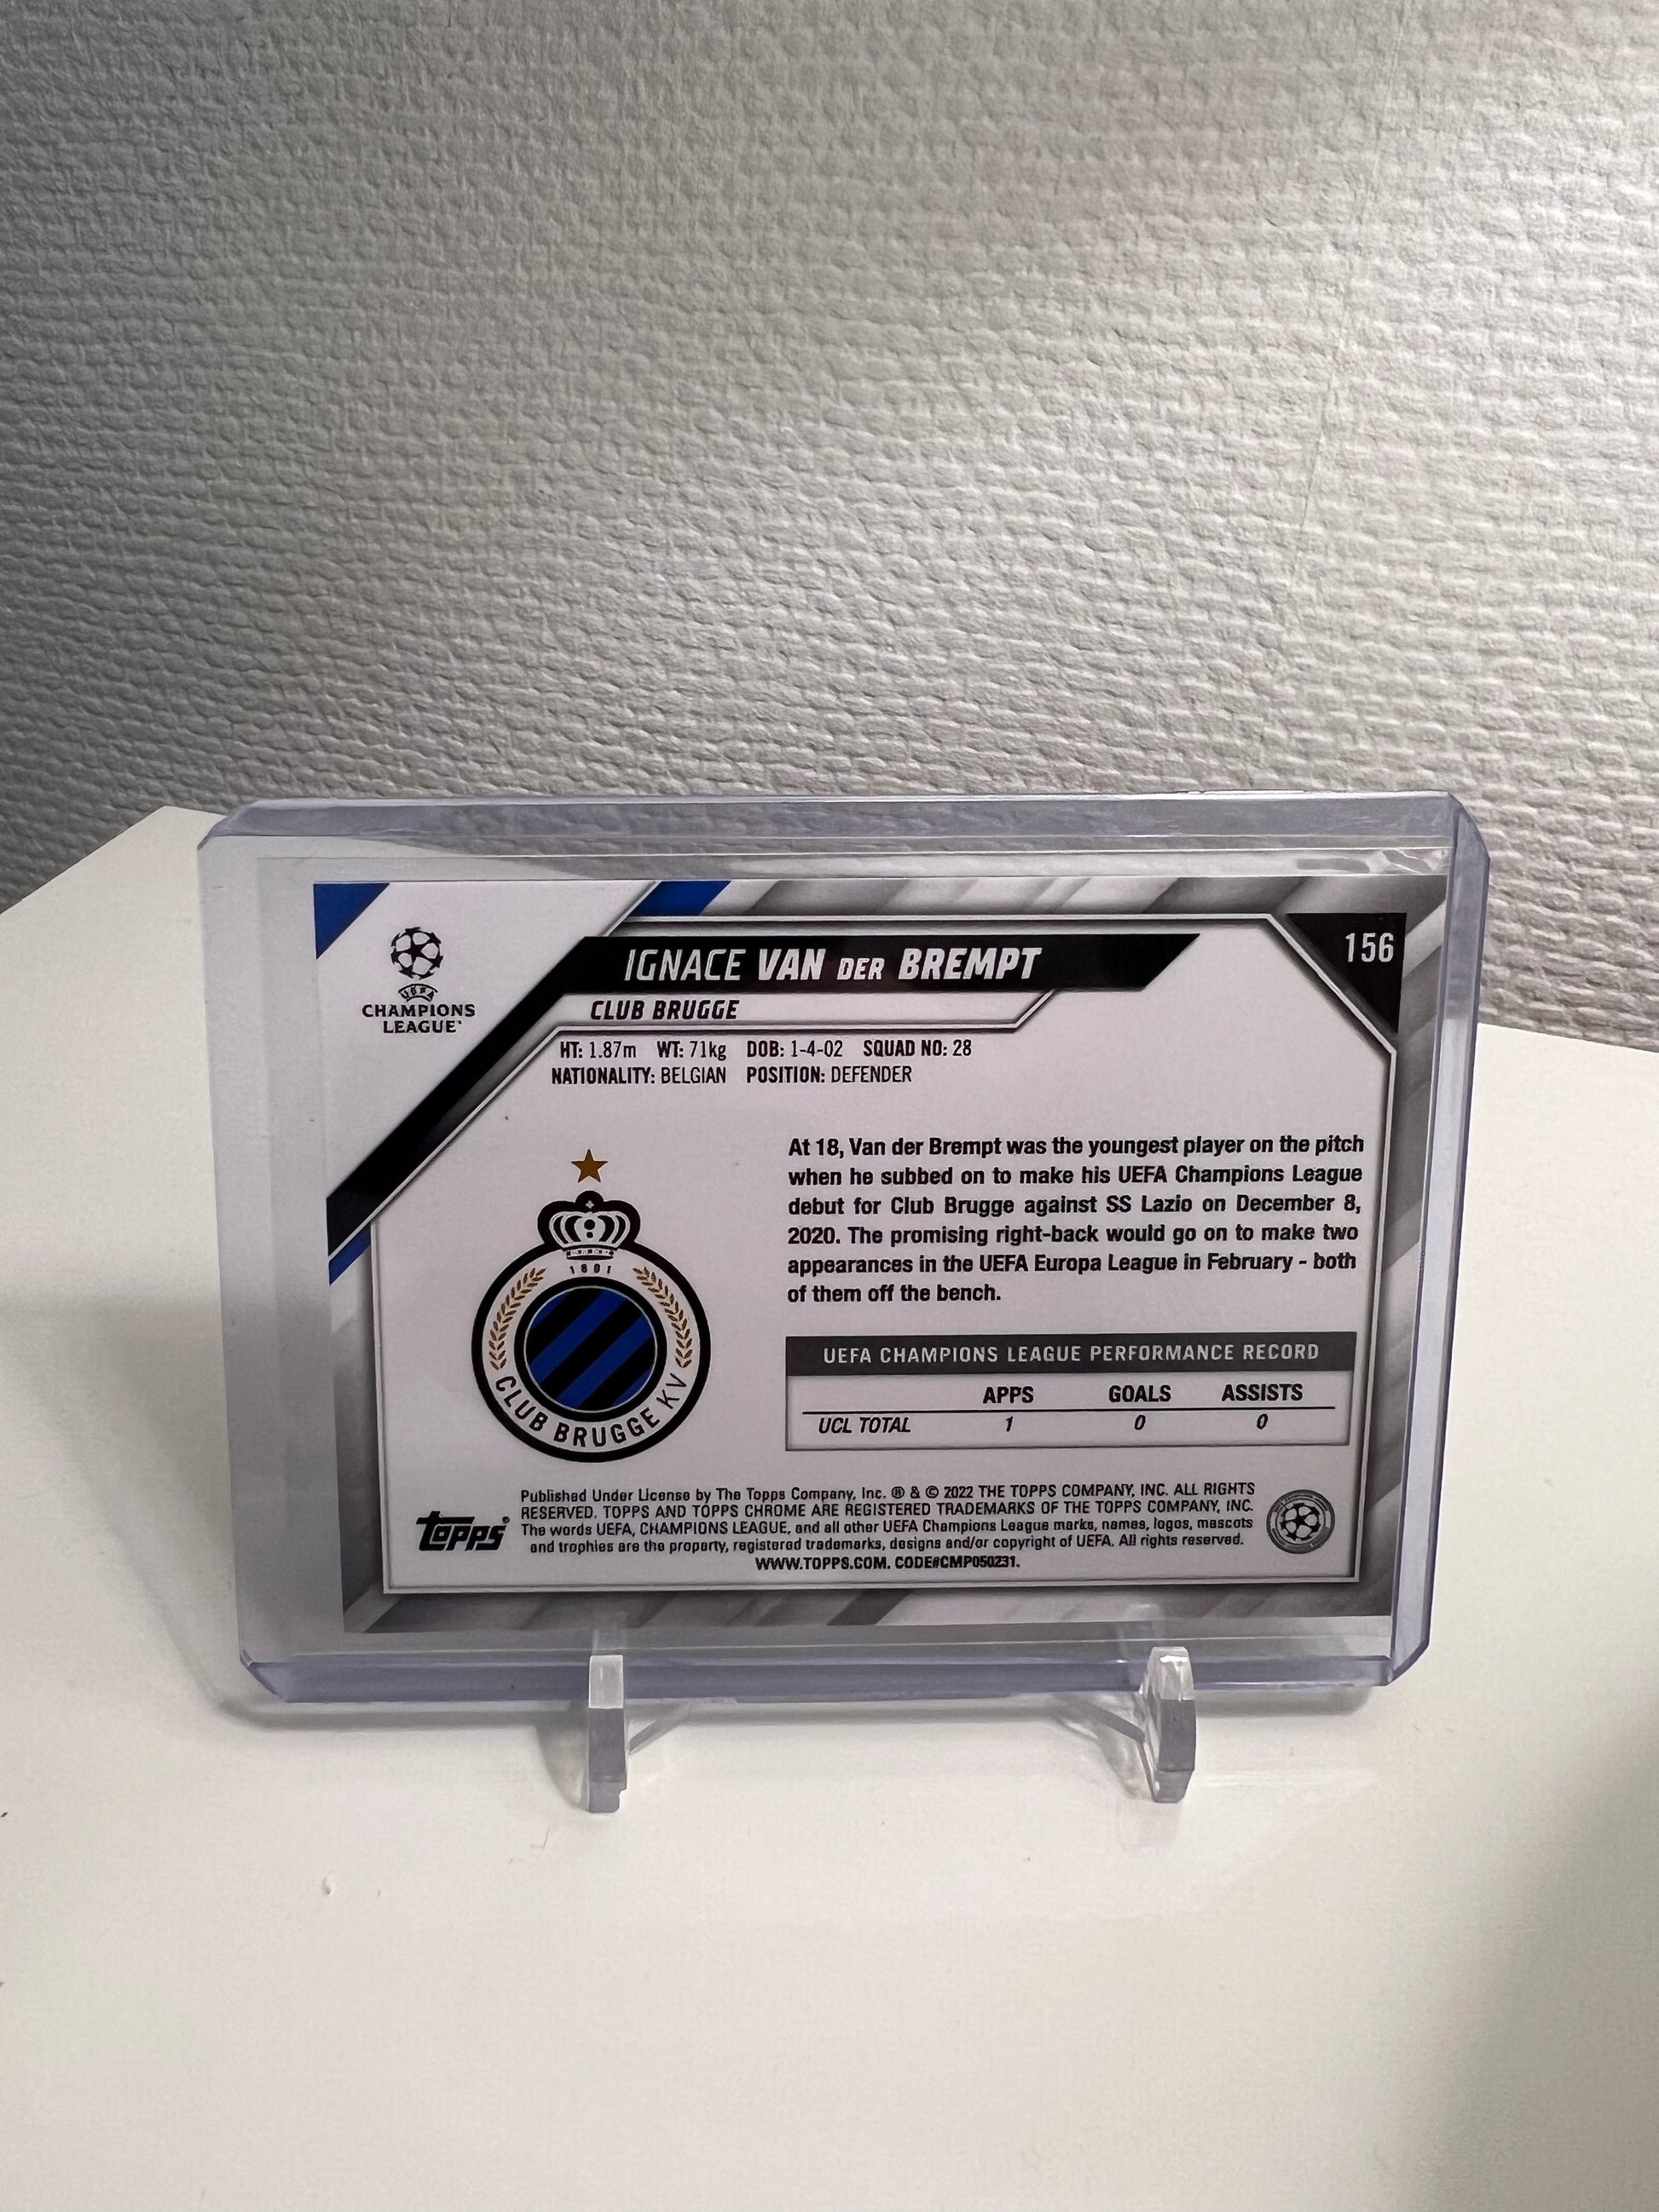 156
IGNACE VAN DER BREMPT
CLUB BRUGGE
UEFA
CHAMPIONS
LEAGUE
HT: 1.87m WT: 71kg DOB: 1-4-02 SQUAD NO: 28
NATIONALITY: BELGIAN POSITION: DEFENDER
At 18, Van der Brempt was the youngest player on the pitch
when he subbed on to make his UEFA Champions League
debut for Club Brugge against SS Lazio on December 8,
2020. The promising right-back would go on to make two
appearances in the UEFA Europa League in February - both
of them off the bench.
1891
CLUB BRUGGE KV
UEFA CHAMPIONS LEAGUE PERFORMANCE RECORD
APPS GOALS ASSISTS
UCL TOTAL 1 0 0
topps®
Published Under License by The Topps Company, Inc. ® & © 2022 THE TOPPS COMPANY, INC. ALL RIGHTS
RESERVED. TOPPS AND TOPPS CHROME ARE REGISTERED TRADEMARKS OF THE TOPPS COMPANY, INC.
The words UEFA, CHAMPIONS LEAGUE, and all other UEFA Champions League marks, names, logos, mascots
and trophies are the property, registered trademarks, designs and/or copyright of UEFA. All rights reserved.
WWW.TOPPS.COM. CODE#CMP050231.